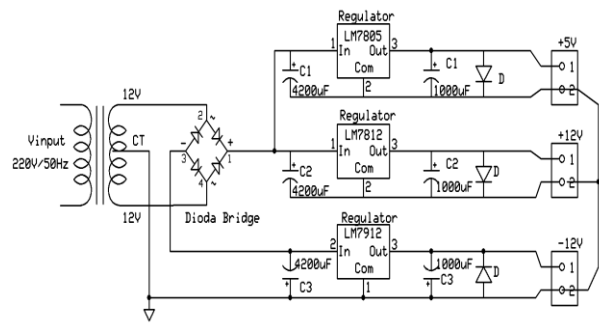 Regulator
LM7805
1 In Out 3
Com
2
C1
4200uF
C1
1000uF
D
+5V
1
2
12V
2
~
Vinput
220V/50Hz
CT
-
3
+
1
4
~
12V
Dioda Bridge
Regulator
LM7812
1 In Out 3
Com
2
C2
4200uF
C2
1000uF
D
+12V
1
2
Regulator
LM7912
2 In Out 3
Com
1
4200uF
C3
1000uF
C3
D
-12V
1
2